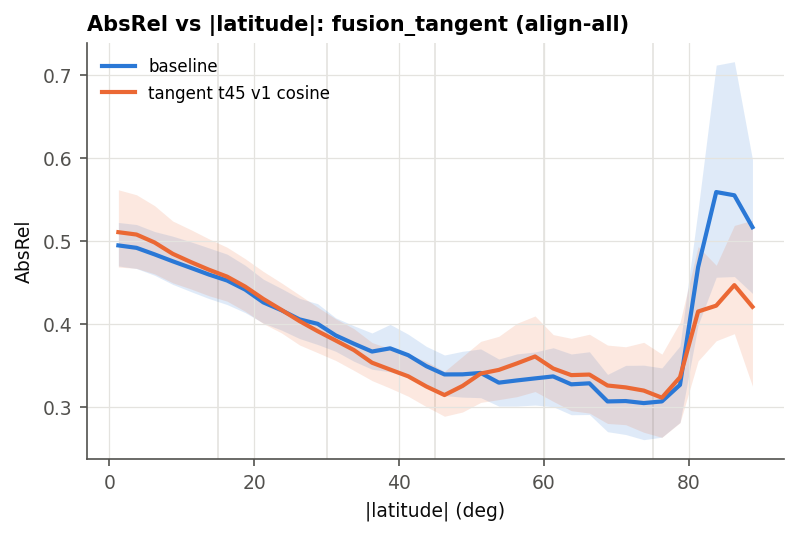 AbsRel vs |latitude|: fusion_tangent (align-all)
baseline
tangent t45 v1 cosine
AbsRel
0.7
0.6
0.5
0.4
0.3
0 20 40 60 80
|latitude| (deg)